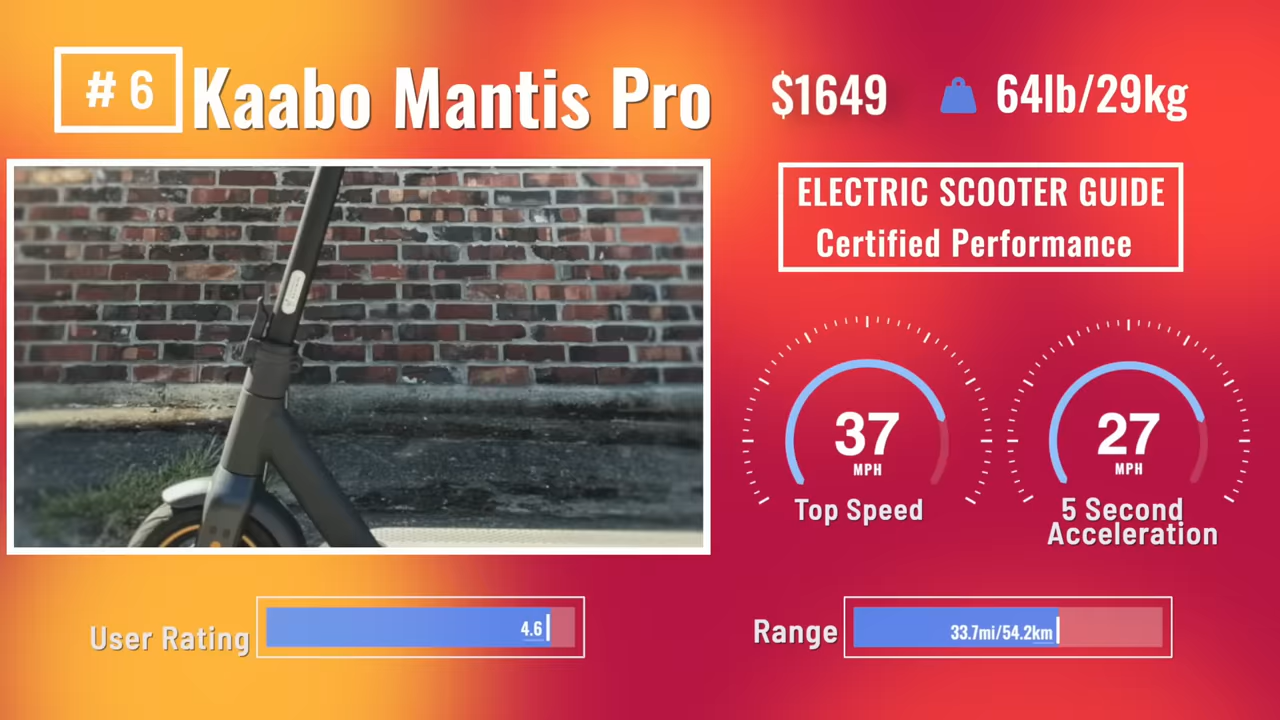 # 6
Kaabo Mantis Pro
$1649
64lb/29kg
ELECTRIC SCOOTER GUIDE
Certified Performance
37
MPH
Top Speed
27
MPH
5 Second
Acceleration
User Rating
4.6
Range
33.7mi/54.2km